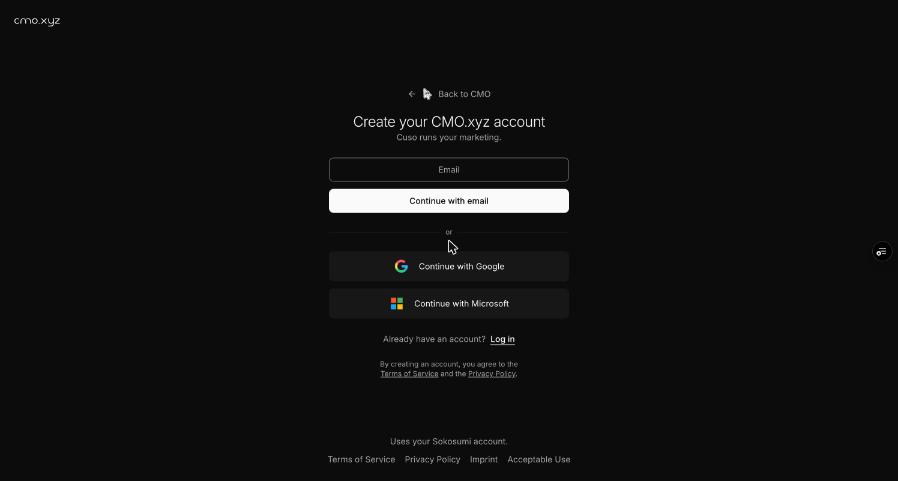 cmo.xyz
Back to CMO
Create your CMO.xyz account
Cuso runs your marketing.
Email
Continue with email
or
Continue with Google
Continue with Microsoft
Already have an account? Log in
By creating an account, you agree to the
Terms of Service and the Privacy Policy.
Uses your Sokosumi account.
Terms of Service Privacy Policy Imprint Acceptable Use